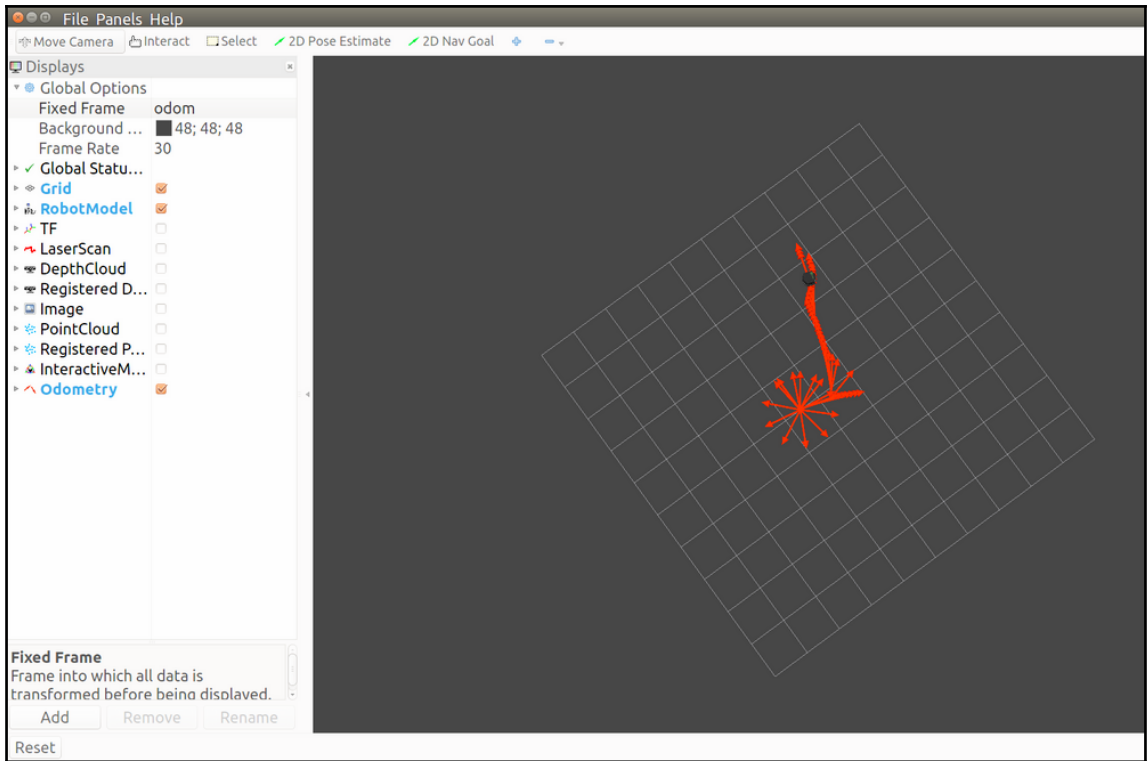 File Panels Help
Move Camera Interact Select 2D Pose Estimate 2D Nav Goal
Displays
Global Options
Fixed Frame odom
Background ... 48; 48; 48
Frame Rate 30
Global Statu...
Grid
RobotModel
TF
LaserScan
DepthCloud
Registered D...
Image
PointCloud
Registered P...
InteractiveM...
Odometry
Fixed Frame
Frame into which all data is
transformed before being displayed.
Add Remove Rename
Reset